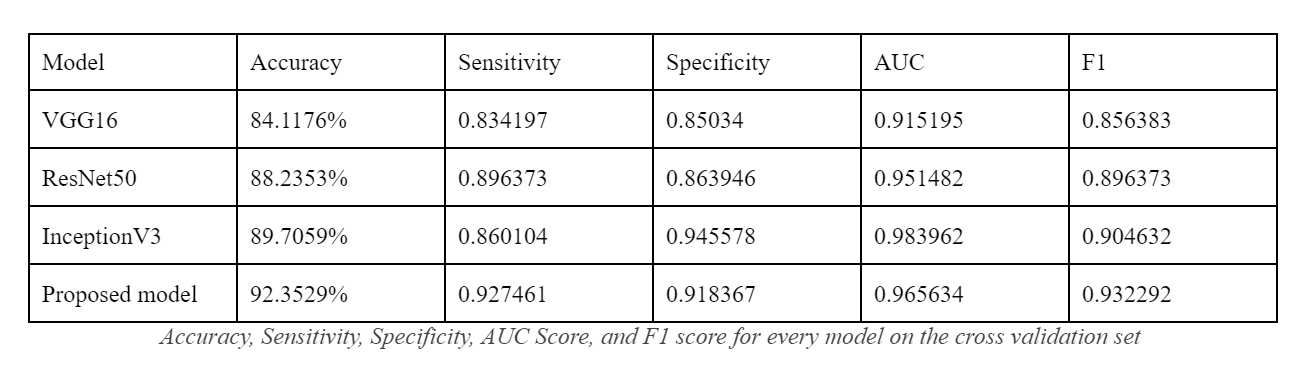 Model Accuracy Sensitivity Specificity AUC F1
VGG16 84.1176% 0.834197 0.85034 0.915195 0.856383
ResNet50 88.2353% 0.896373 0.863946 0.951482 0.896373
InceptionV3 89.7059% 0.860104 0.945578 0.983962 0.904632
Proposed model 92.3529% 0.927461 0.918367 0.965634 0.932292
Accuracy, Sensitivity, Specificity, AUC Score, and F1 score for every model on the cross validation set